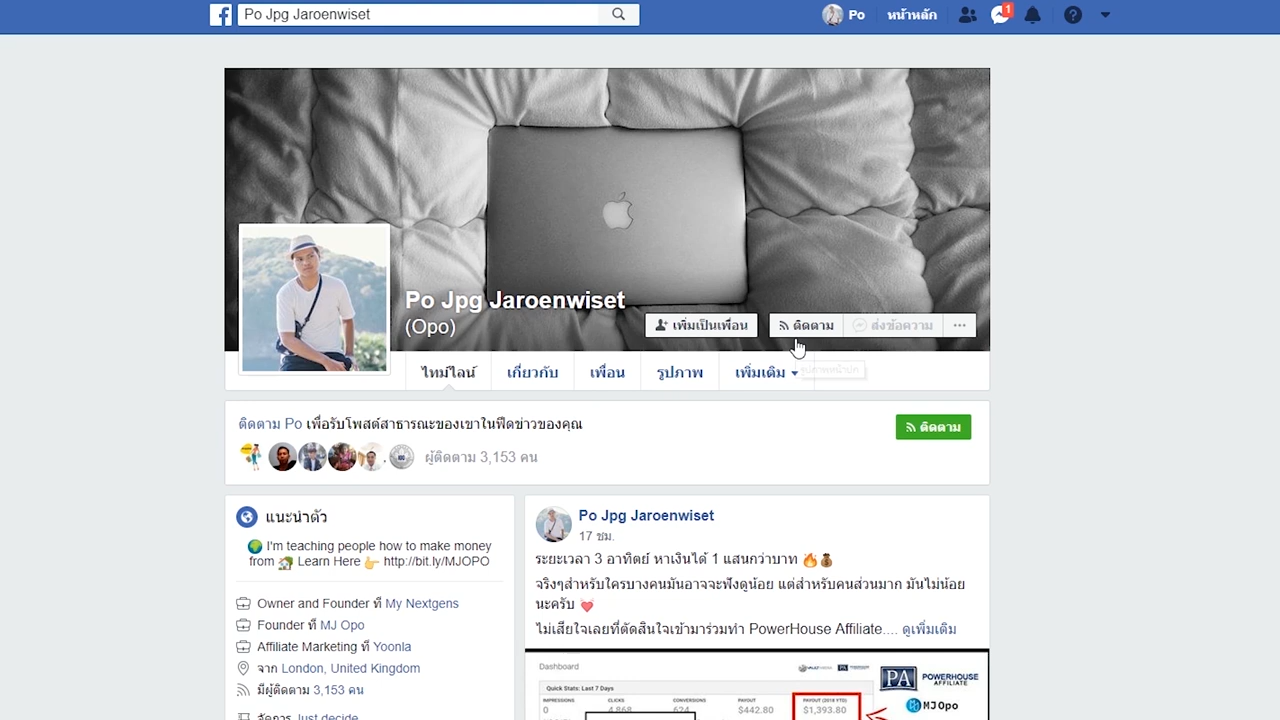 Po Jpg Jaroenwiset
Po หน้าหลัก 1
Po Jpg Jaroenwiset
(Opo)
เพิ่มเป็นเพื่อน ติดตาม ส่งข้อความ
ไทม์ไลน์ เกี่ยวกับ เพื่อน รูปภาพ เพิ่มเติม
ติดตาม Po เพื่อรับโพสต์สาธารณะของเขาในฟีดข่าวของคุณ
ติดตาม
ผู้ติดตาม 3,153 คน
แนะนำตัว
I'm teaching people how to make money
from Learn Here http://bit.ly/MJOPO
Owner and Founder ที่ My Nextgens
Founder ที่ MJ Opo
Affiliate Marketing ที่ Yoonla
จาก London, United Kingdom
มีผู้ติดตาม 3,153 คน
จัดการ Just decide
Po Jpg Jaroenwiset
17 ชม.
ระยะเวลา 3 อาทิตย์ หาเงินได้ 1 แสนกว่าบาท
จริงๆสำหรับใครบางคนมันอาจจะฟังดูน้อย แต่สำหรับคนส่วนมาก มันไม่น้อย
นะครับ
ไม่เสียใจเลยที่ตัดสินใจเข้ามาร่วมทำ PowerHouse Affiliate.... ดูเพิ่มเติม
Dashboard
PA POWERHOUSE
AFFILIATE
Quick Stats: Last 7 Days
IMPRESSIONS CLICKS CONVERSIONS PAYOUT PAYOUT (2018 YTD)
0 4,868 624 $442.80 $1,393.80
MJ Opo